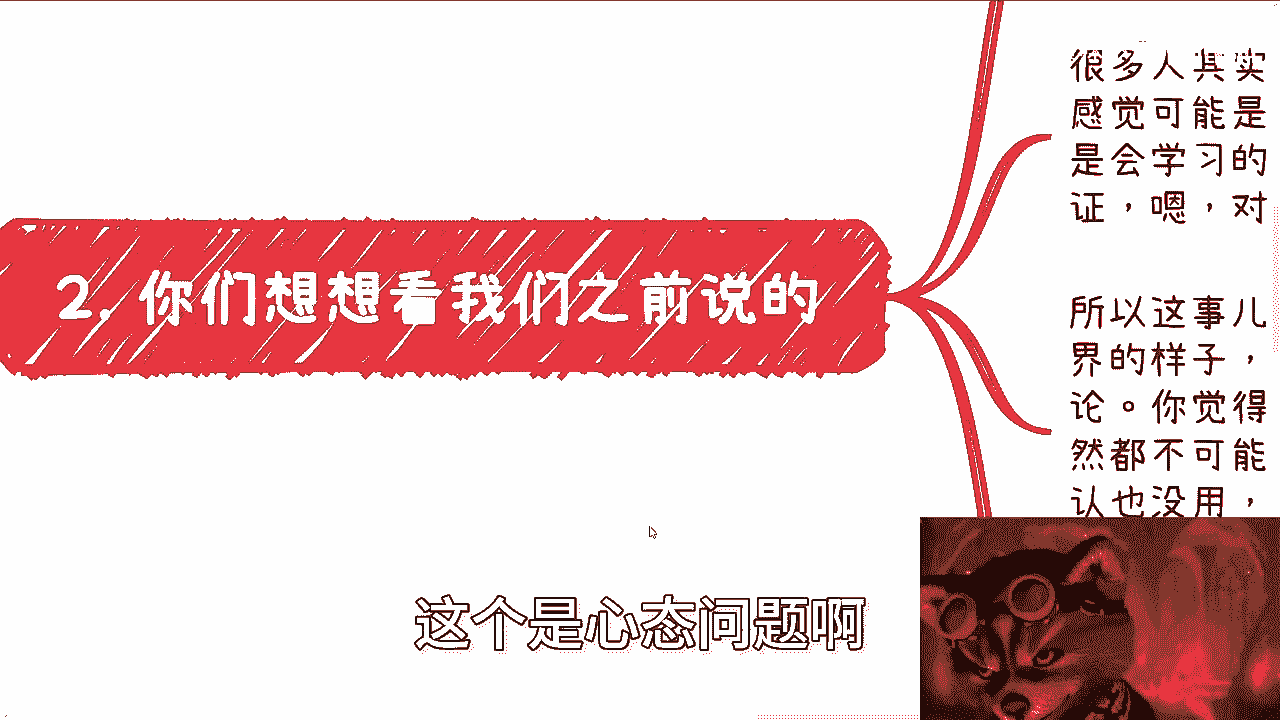 2. 你们想想看我们之前说的
很多人其实
感觉可能是
是会学习的
证，嗯，对
所以这事儿
界的样子，
论。你觉得
然都不可能
认也没用，
这个是心态问题啊